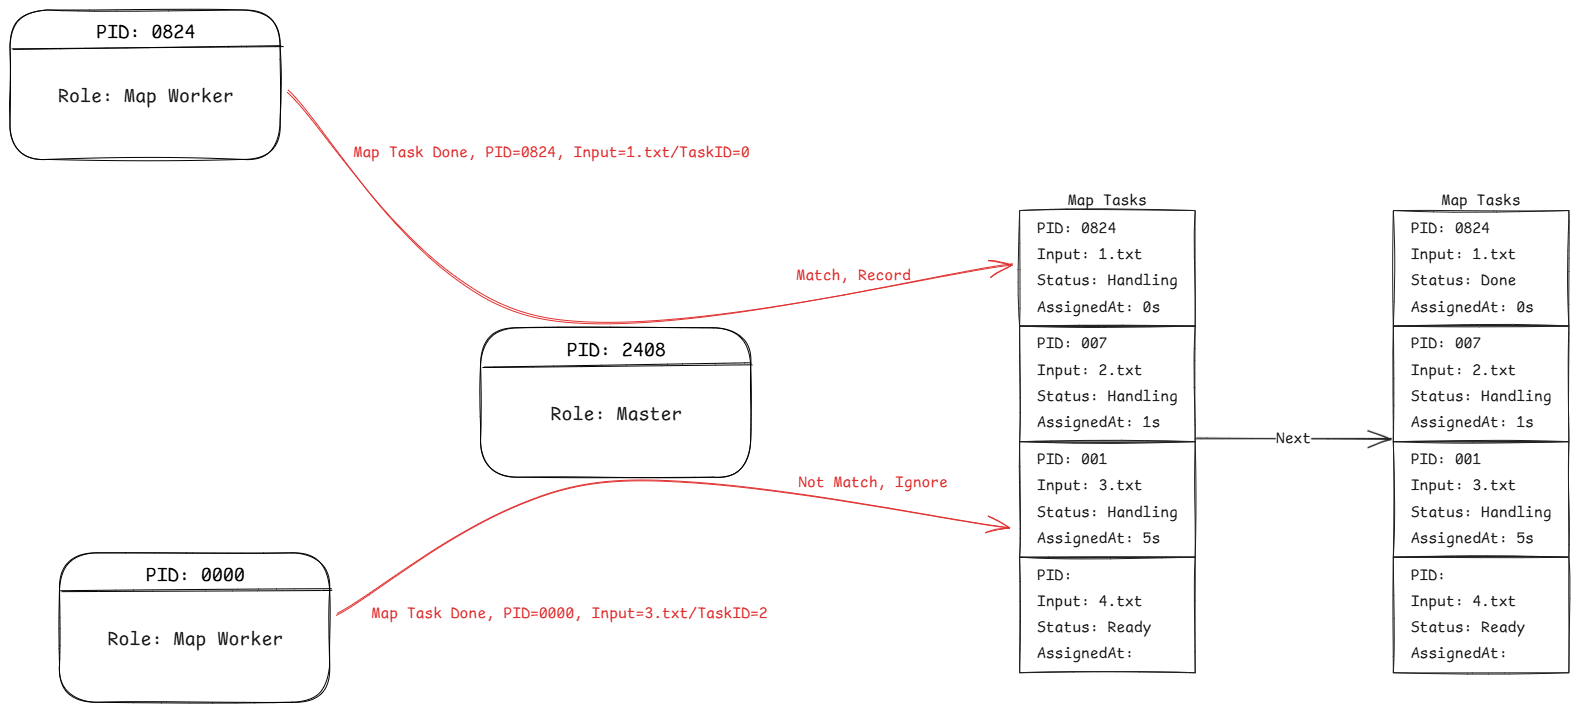 PID: 0824
Role: Map Worker
Map Task Done, PID=0824, Input=1.txt/TaskID=0
Match, Record
PID: 2408
Role: Master
Not Match, Ignore
PID: 0000
Role: Map Worker
Map Task Done, PID=0000, Input=3.txt/TaskID=2
Map Tasks
PID: 0824
Input: 1.txt
Status: Handling
AssignedAt: 0s
PID: 007
Input: 2.txt
Status: Handling
AssignedAt: 1s
PID: 001
Input: 3.txt
Status: Handling
AssignedAt: 5s
PID:
Input: 4.txt
Status: Ready
AssignedAt:
Next
Map Tasks
PID: 0824
Input: 1.txt
Status: Done
AssignedAt: 0s
PID: 007
Input: 2.txt
Status: Handling
AssignedAt: 1s
PID: 001
Input: 3.txt
Status: Handling
AssignedAt: 5s
PID:
Input: 4.txt
Status: Ready
AssignedAt: